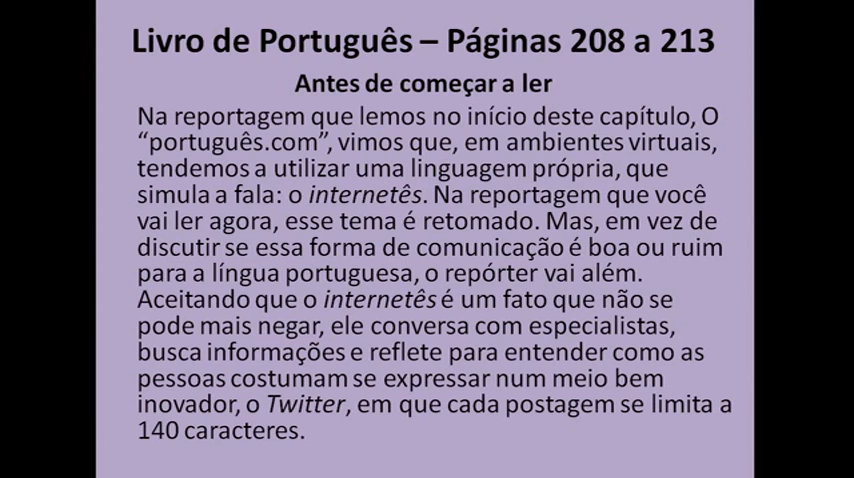 Livro de Português – Páginas 208 a 213
Antes de começar a ler
Na reportagem que lemos no início deste capítulo, O
“português.com”, vimos que, em ambientes virtuais,
tendemos a utilizar uma linguagem própria, que
simula a fala: o internetês. Na reportagem que você
vai ler agora, esse tema é retomado. Mas, em vez de
discutir se essa forma de comunicação é boa ou ruim
para a língua portuguesa, o repórter vai além.
Aceitando que o internetês é um fato que não se
pode mais negar, ele conversa com especialistas,
busca informações e reflete para entender como as
pessoas costumam se expressar num meio bem
inovador, o Twitter, em que cada postagem se limita a
140 caracteres.